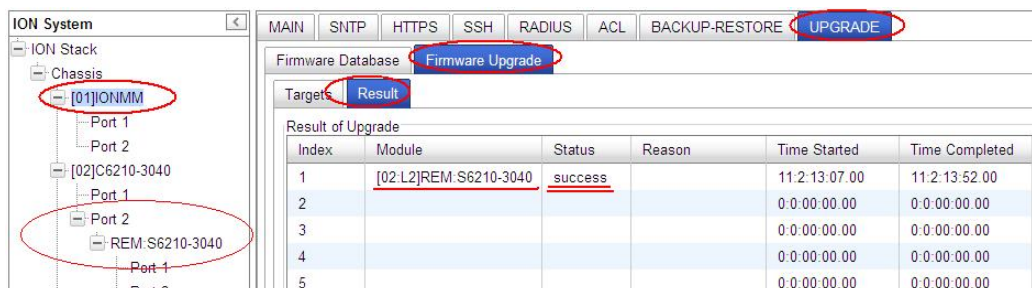 ION System <
MAIN SNTP HTTPS SSH RADIUS ACL BACKUP-RESTORE UPGRADE
ION Stack
Chassis
[01]IONMM
Port 1
Port 2
[02]C6210-3040
Port 1
Port 2
REM:S6210-3040
Port 1
Firmware Database Firmware Upgrade
Targets Result
Result of Upgrade
Index Module Status Reason Time Started Time Completed
1 [02:L2]REM:S6210-3040 success 11:2:13:07.00 11:2:13:52.00
2 0:0:00:00.00 0:0:00:00.00
3 0:0:00:00.00 0:0:00:00.00
4 0:0:00:00.00 0:0:00:00.00
5 0:0:00:00.00 0:0:00:00.00